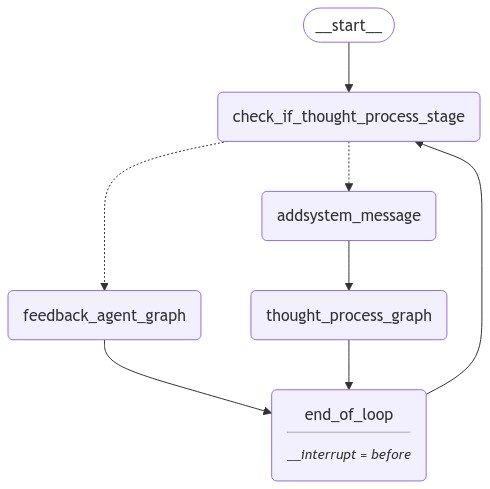 __start__
check_if_thought_process_stage
addsystem_message
feedback_agent_graph
thought_process_graph
end_of_loop
__interrupt = before